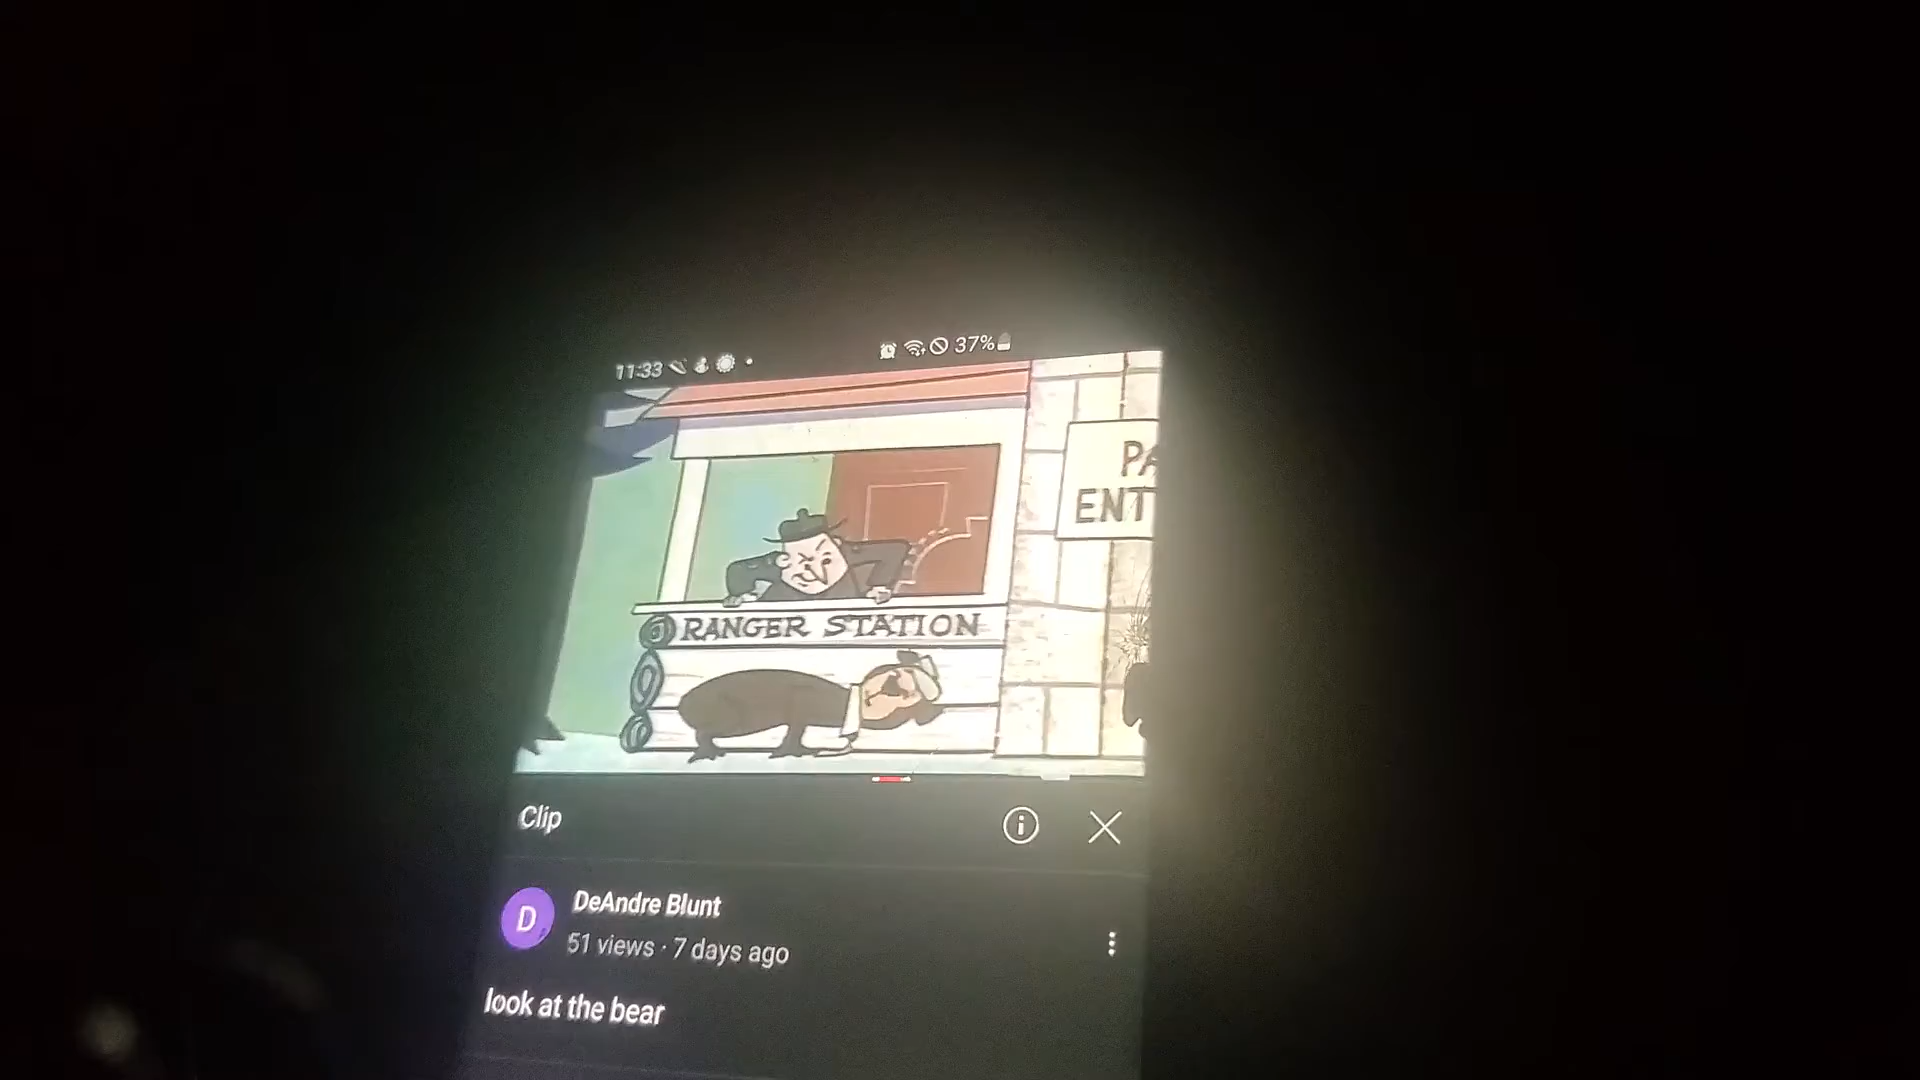 11:33 37%
PA
ENT
RANGER STATION
Clip
D DeAndre Blunt
51 views · 7 days ago
look at the bear